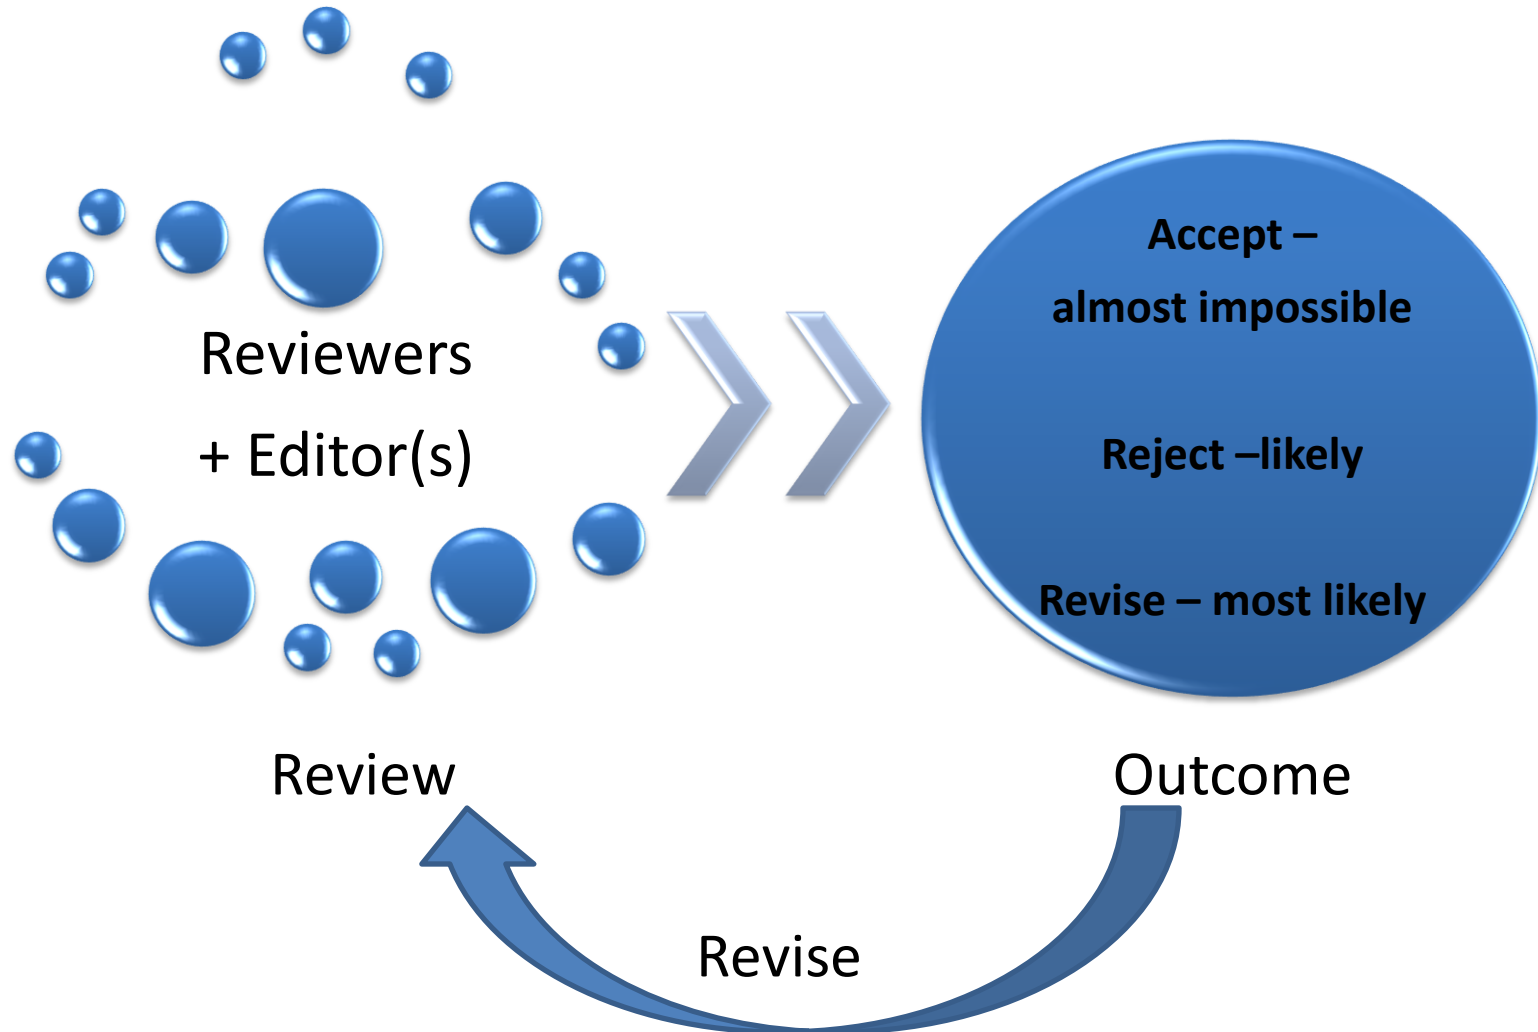 Reviewers
+ Editor(s)
Accept –
almost impossible
Reject –likely
Revise – most likely
Review
Outcome
Revise